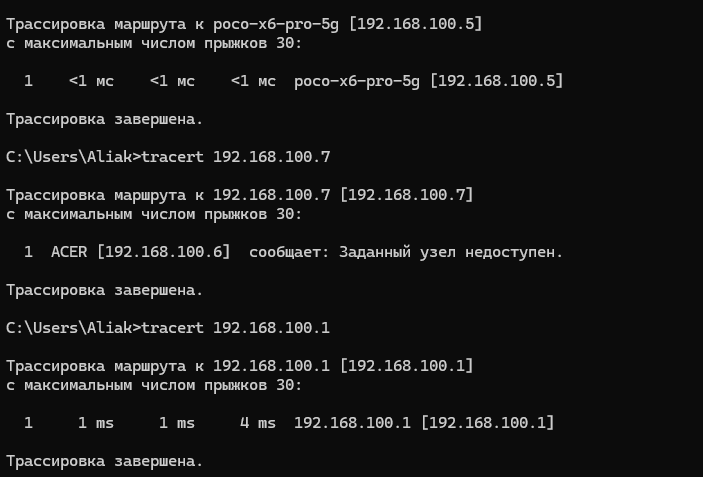 Трассировка маршрута к poco-x6-pro-5g [192.168.100.5]
с максимальным числом прыжков 30:
1 <1 мс <1 мс <1 мс poco-x6-pro-5g [192.168.100.5]
Трассировка завершена.
C:\Users\Aliak>tracert 192.168.100.7
Трассировка маршрута к 192.168.100.7 [192.168.100.7]
с максимальным числом прыжков 30:
1 ACER [192.168.100.6] сообщает: Заданный узел недоступен.
Трассировка завершена.
C:\Users\Aliak>tracert 192.168.100.1
Трассировка маршрута к 192.168.100.1 [192.168.100.1]
с максимальным числом прыжков 30:
1 1 ms 1 ms 4 ms 192.168.100.1 [192.168.100.1]
Трассировка завершена.